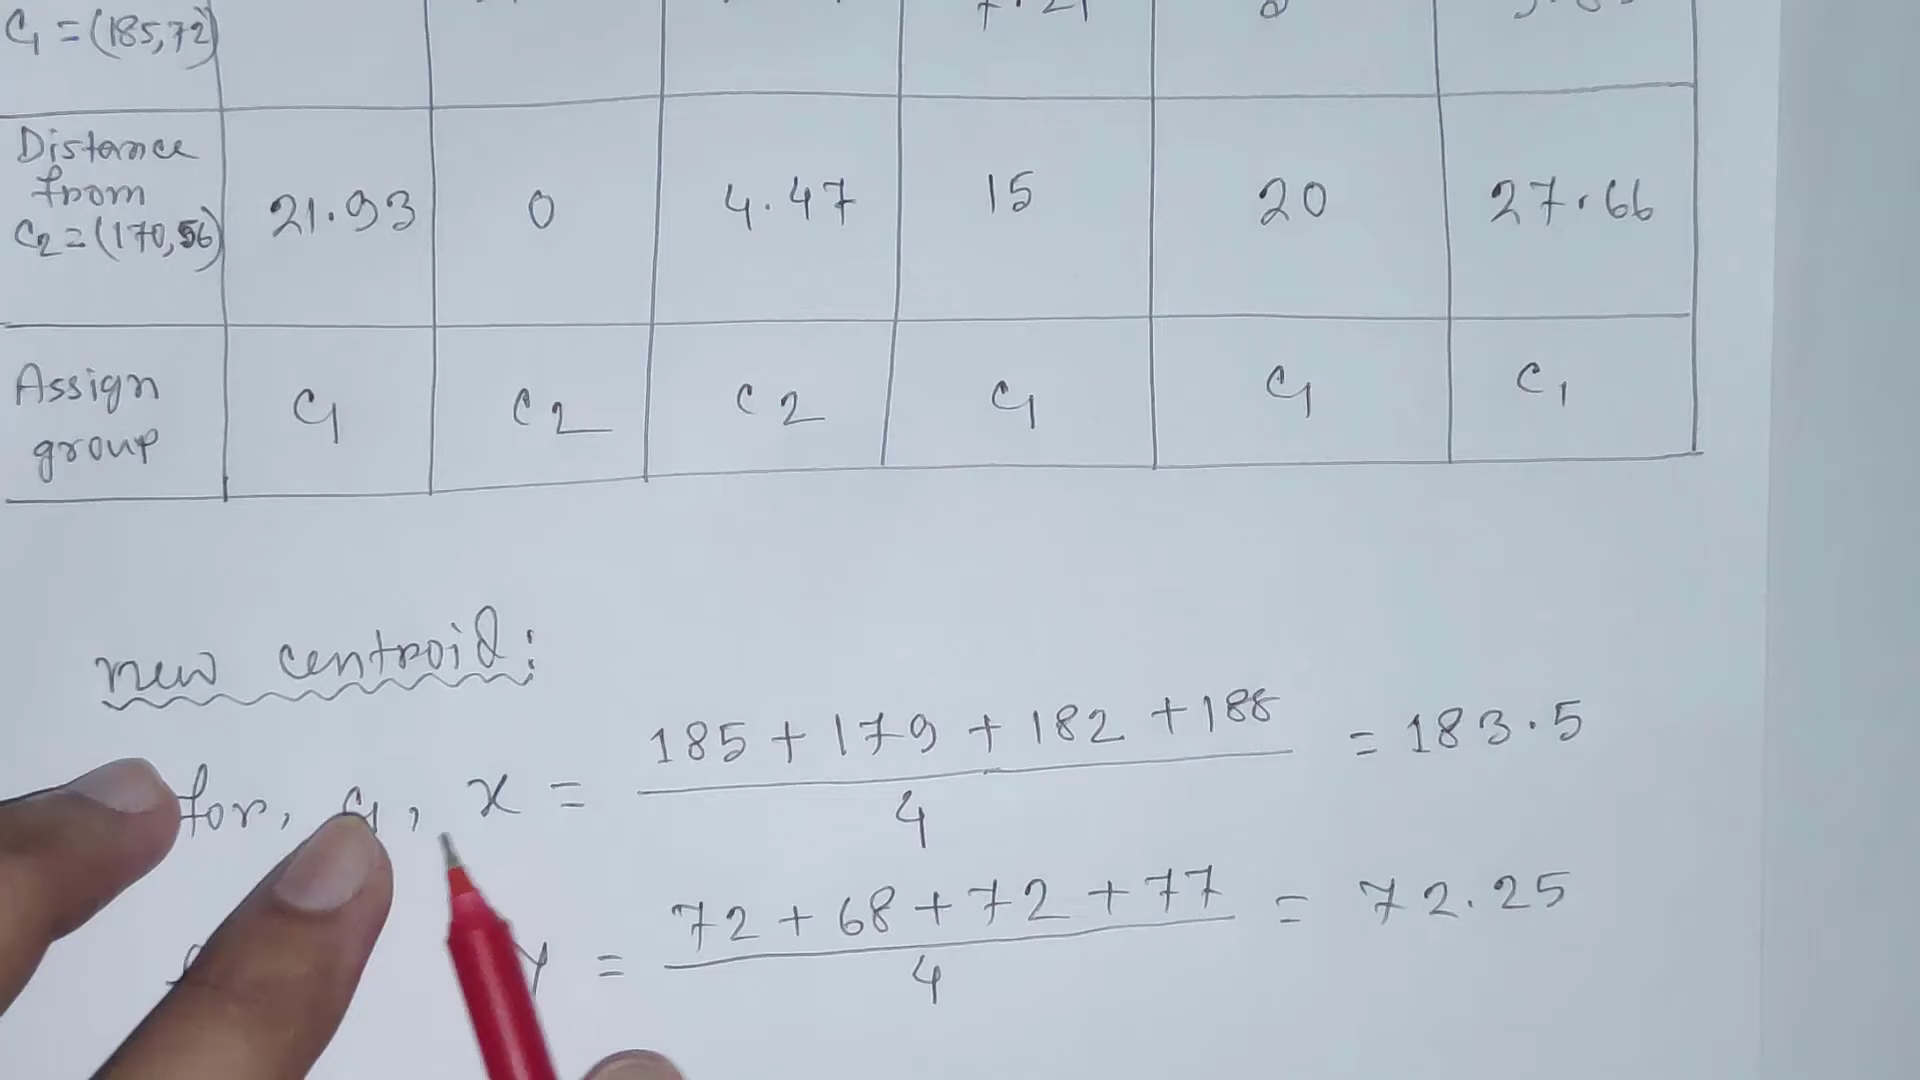 C1 = (185,72)
Distance from C2 = (170,56) 21.93 0 4.47 15 20 27.66
Assign group C1 C2 C2 C1 C1 C1
new centroid:
for, C1, x = 185 + 179 + 182 + 188 / 4 = 183.5
y = 72 + 68 + 72 + 77 / 4 = 72.25